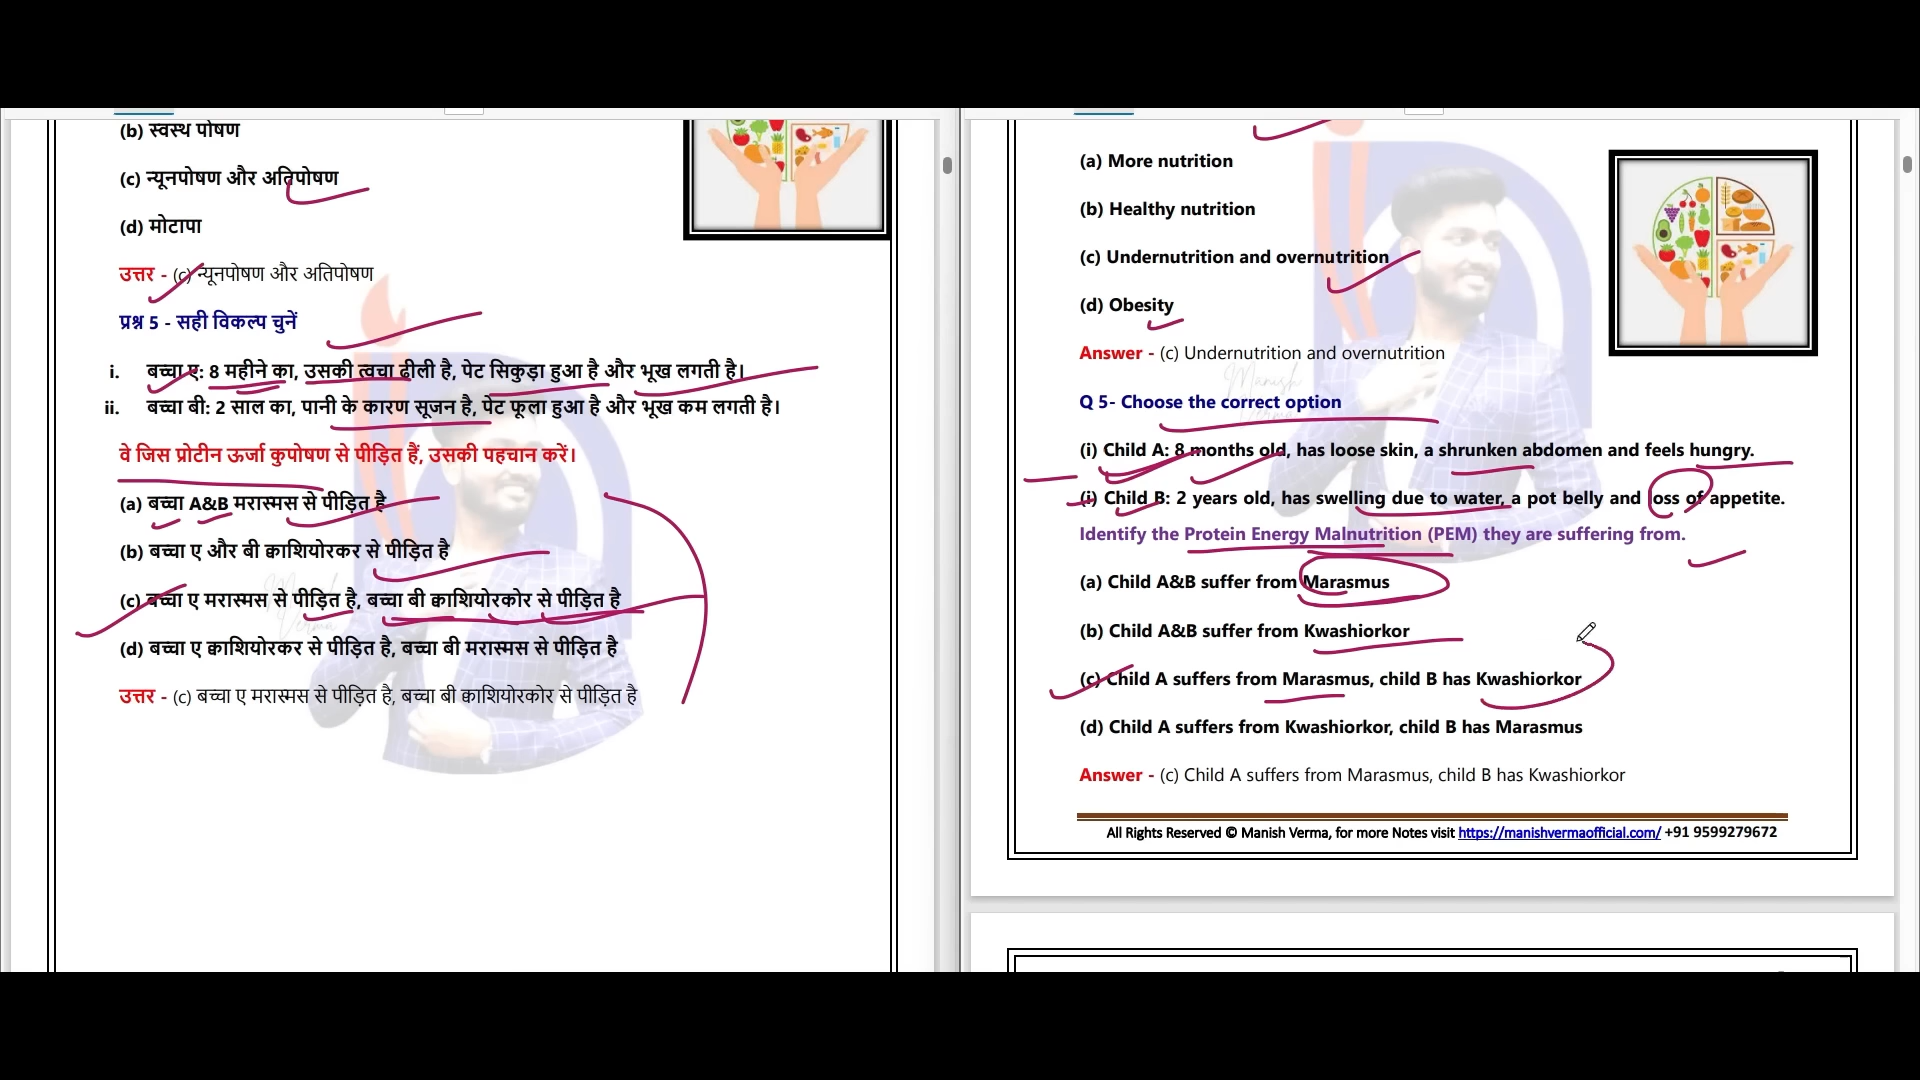 (b) स्वस्थ पोषण
(c) न्यूनपोषण और अतिपोषण
(d) मोटापा
उत्तर - (c) न्यूनपोषण और अतिपोषण
प्रश्न 5 - सही विकल्प चुनें
i. बच्चा ए: 8 महीने का, उसकी त्वचा ढीली है, पेट सिकुड़ा हुआ है और भूख लगती है।
ii. बच्चा बी: 2 साल का, पानी के कारण सूजन है, पेट फूला हुआ है और भूख कम लगती है।
वे जिस प्रोटीन ऊर्जा कुपोषण से पीड़ित हैं, उसकी पहचान करें।
(a) बच्चा A&B मरास्मस से पीड़ित है
(b) बच्चा ए और बी क्वाशियोरकर से पीड़ित है
(c) बच्चा ए मरास्मस से पीड़ित है, बच्चा बी क्वाशियोरकोर से पीड़ित है
(d) बच्चा ए क्वाशियोरकर से पीड़ित है, बच्चा बी मरास्मस से पीड़ित है
उत्तर - (c) बच्चा ए मरास्मस से पीड़ित है, बच्चा बी क्वाशियोरकोर से पीड़ित है
Manish
Verma
(a) More nutrition
(b) Healthy nutrition
(c) Undernutrition and overnutrition
(d) Obesity
Answer - (c) Undernutrition and overnutrition
Manish
Verma
Q 5- Choose the correct option
(i) Child A: 8 months old, has loose skin, a shrunken abdomen and feels hungry.
(i) Child B: 2 years old, has swelling due to water, a pot belly and loss of appetite.
Identify the Protein Energy Malnutrition (PEM) they are suffering from.
(a) Child A&B suffer from Marasmus
(b) Child A&B suffer from Kwashiorkor
(c) Child A suffers from Marasmus, child B has Kwashiorkor
(d) Child A suffers from Kwashiorkor, child B has Marasmus
Answer - (c) Child A suffers from Marasmus, child B has Kwashiorkor
All Rights Reserved © Manish Verma, for more Notes visit https://manishvermaofficial.com/ +91 9599279672